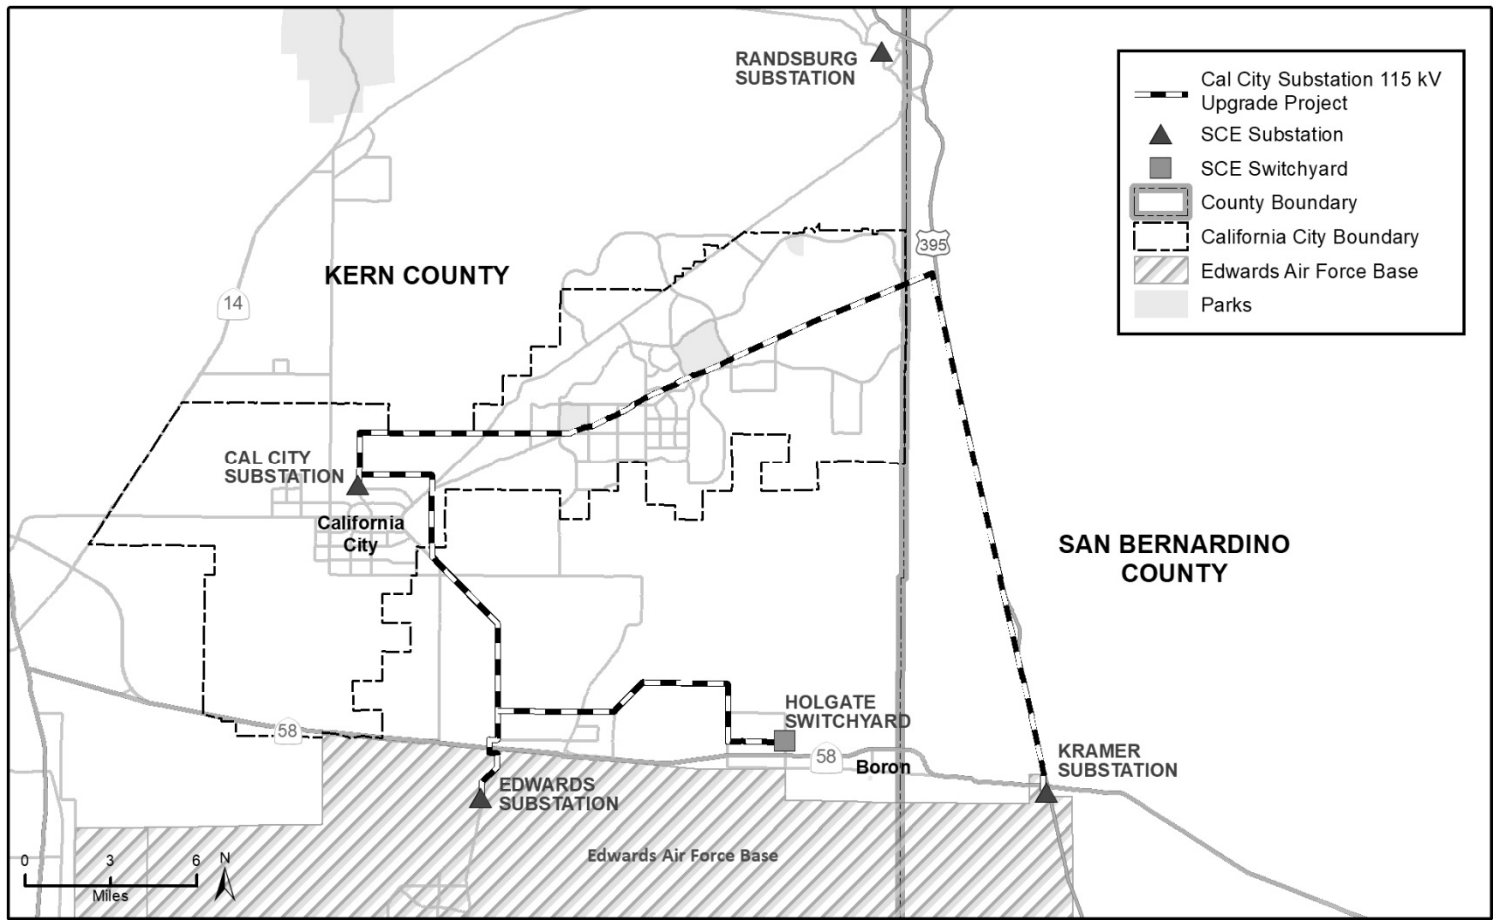 RANDSBURG
SUBSTATION
Cal City Substation 115 kV
Upgrade Project
SCE Substation
SCE Switchyard
County Boundary
California City Boundary
Edwards Air Force Base
Parks
395
KERN COUNTY
14
CAL CITY
SUBSTATION
California
City
SAN BERNARDINO
COUNTY
HOLGATE
SWITCHYARD
58
58
Boron
KRAMER
SUBSTATION
EDWARDS
SUBSTATION
Edwards Air Force Base
0 3 6
Miles
N